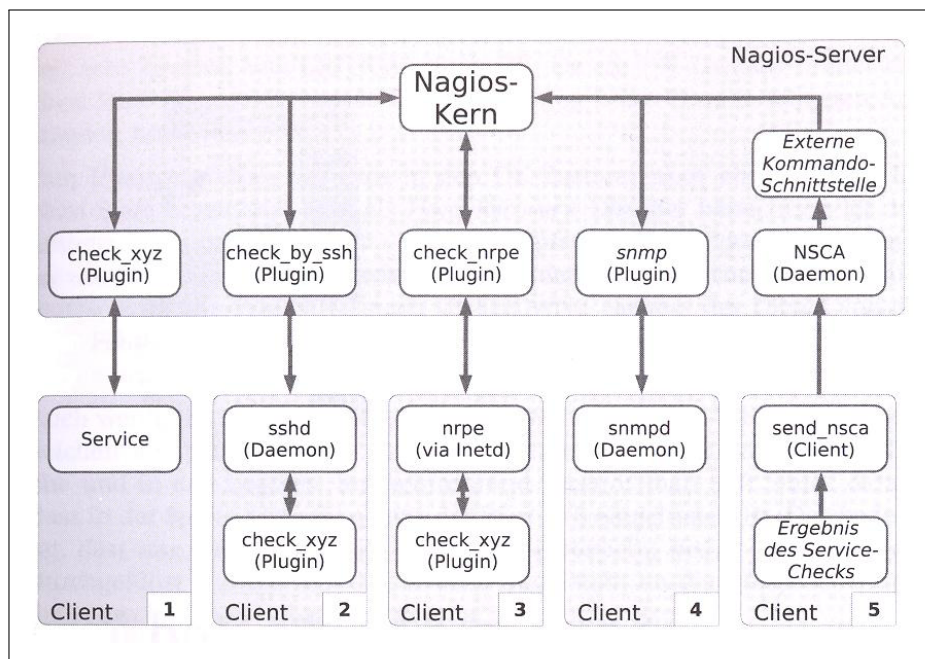 Nagios-Server
Nagios-
Kern
Externe
Kommando-
Schnittstelle
check_xyz
(Plugin)
check_by_ssh
(Plugin)
check_nrpe
(Plugin)
snmp
(Plugin)
NSCA
(Daemon)
Service
sshd
(Daemon)
nrpe
(via Inetd)
snmpd
(Daemon)
send_nsca
(Client)
check_xyz
(Plugin)
check_xyz
(Plugin)
Ergebnis
des Service-
Checks
Client 1
Client 2
Client 3
Client 4
Client 5